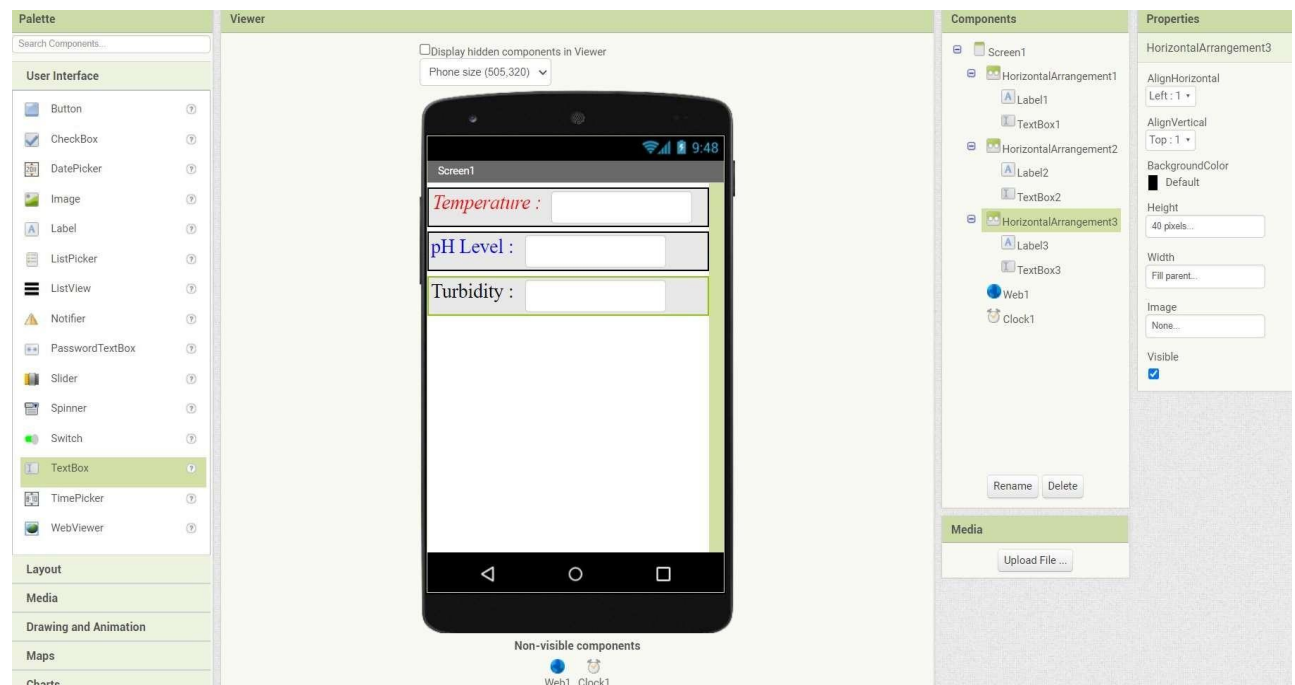 Palette
Search Components...
User Interface
Button
CheckBox
DatePicker
Image
Label
ListPicker
ListView
Notifier
PasswordTextBox
Slider
Spinner
Switch
TextBox
TimePicker
WebViewer
Layout
Media
Drawing and Animation
Maps
Charts
Viewer
Display hidden components in Viewer
Phone size (505,320)
9:48
Screen1
Temperature :
pH Level :
Turbidity :
Non-visible components
Web1 Clock1
Components
Screen1
HorizontalArrangement1
Label1
TextBox1
HorizontalArrangement2
Label2
TextBox2
HorizontalArrangement3
Label3
TextBox3
Web1
Clock1
Rename Delete
Media
Upload File ...
Properties
HorizontalArrangement3
AlignHorizontal
Left : 1
AlignVertical
Top : 1
BackgroundColor
Default
Height
40 pixels...
Width
Fill parent...
Image
None...
Visible